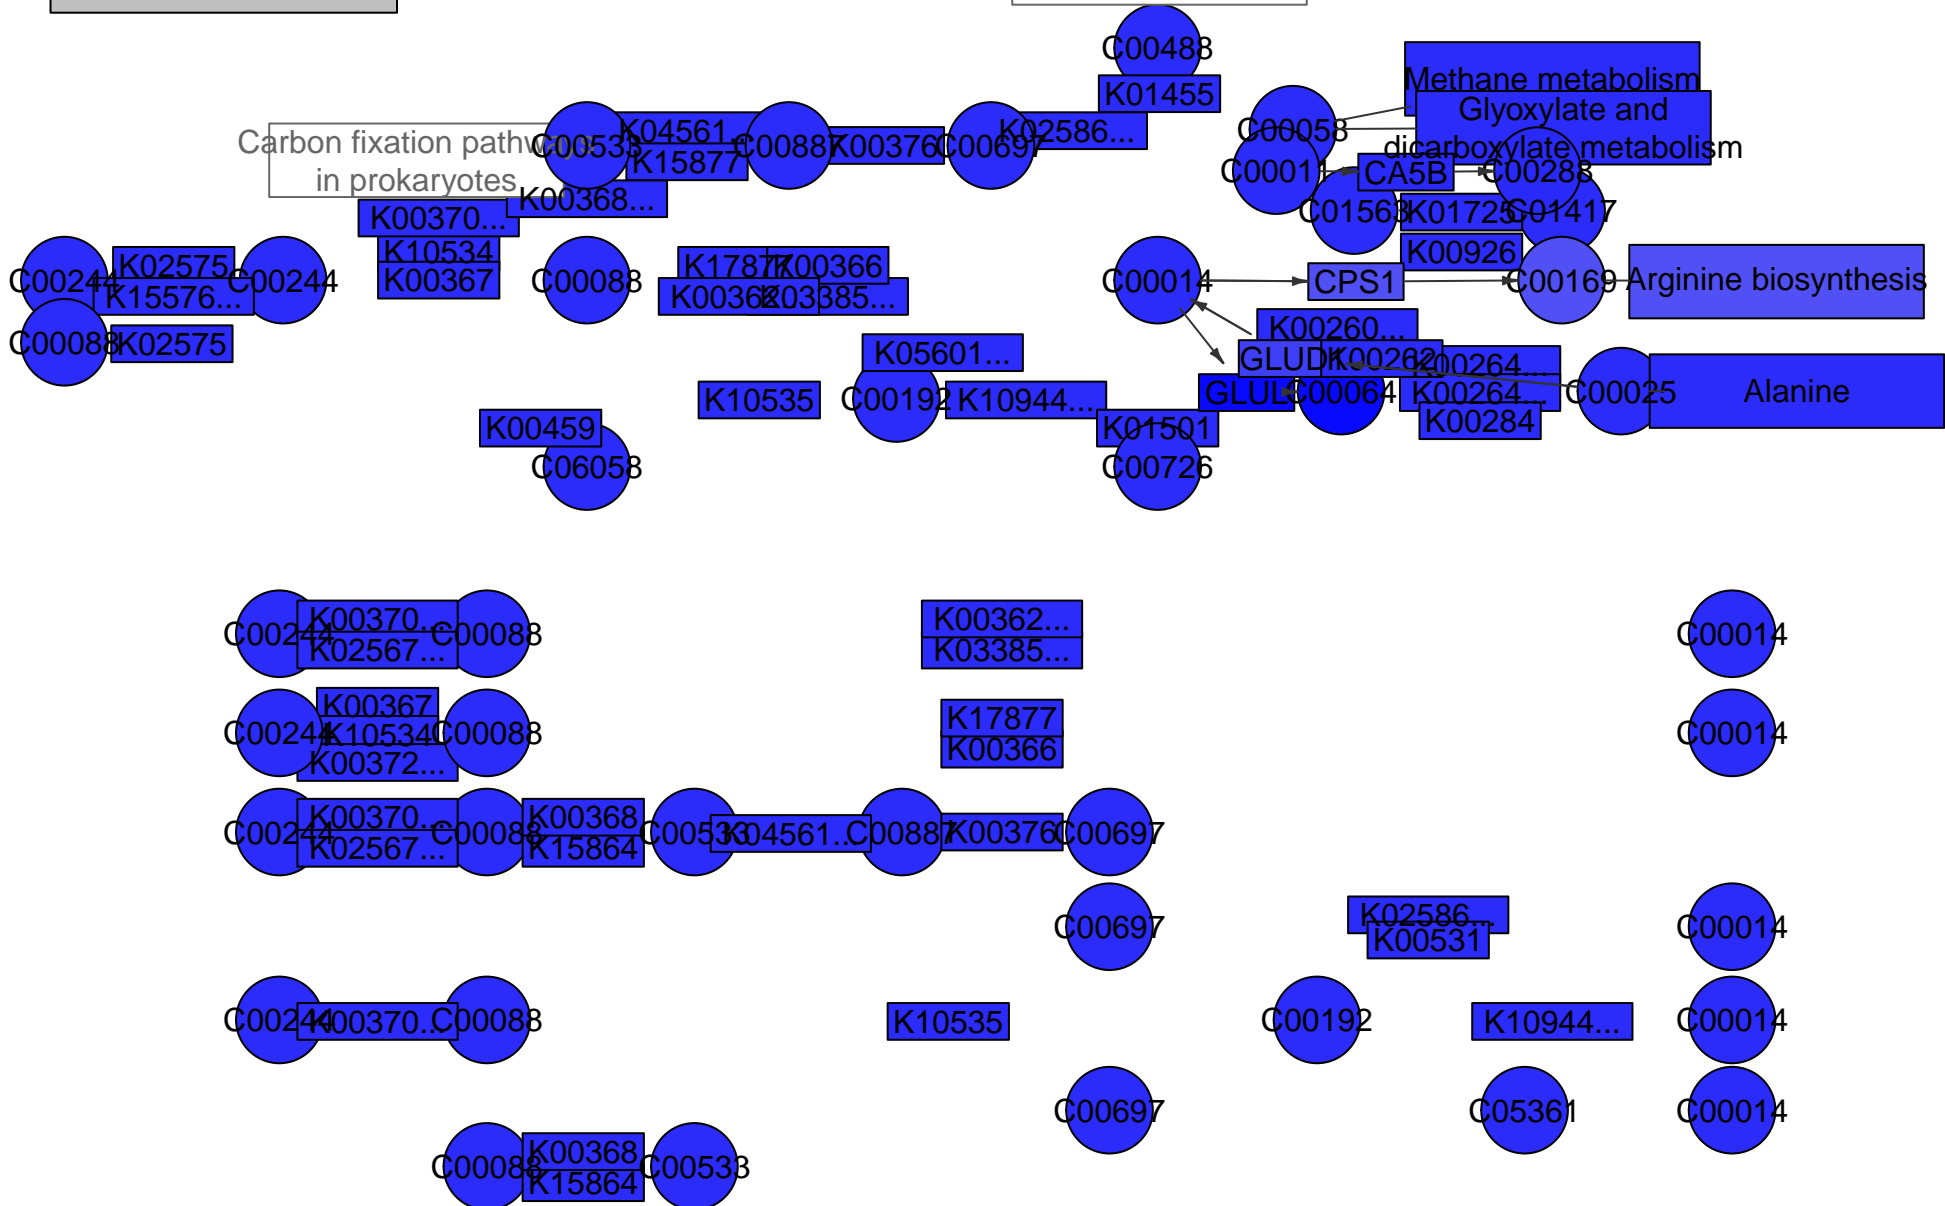 C00488
K01455
Methane metabolism
Glyoxylate and
dicarboxylate metabolism
C00058
Carbon fixation pathways
in prokaryotes
C00533
K04561...
K15877
C00887
K00376
C00697
K02586...
C00011
CA5B
C00288
K00368...
K00370...
C01563
K01725
C01417
K10534
K00367
K00926
C00244
K02575
K15576...
C00244
C00088
K17877
K00366
K00362...
K03385...
C00014
CPS1
C00169
Arginine biosynthesis
C00088
K02575
K00260...
K05601...
GLUD1
K00262
K00264...
K10535
C00192
K10944...
GLUL
C00064
K00264...
C00025
Alanine
K00459
K01501
K00284
C06058
C00726
C00244
K00370...
K02567...
C00088
K00362...
K03385...
C00014
C00244
K00367
K10534
K00372...
C00088
K17877
K00366
C00014
C00244
K00370...
K02567...
C00088
K00368
K15864
C00533
K04561...
C00887
K00376
C00697
C00697
K02586...
K00531
C00014
C00244
K00370...
C00088
K10535
C00192
K10944...
C00014
C00697
C05361
C00014
C00088
K00368
K15864
C00533